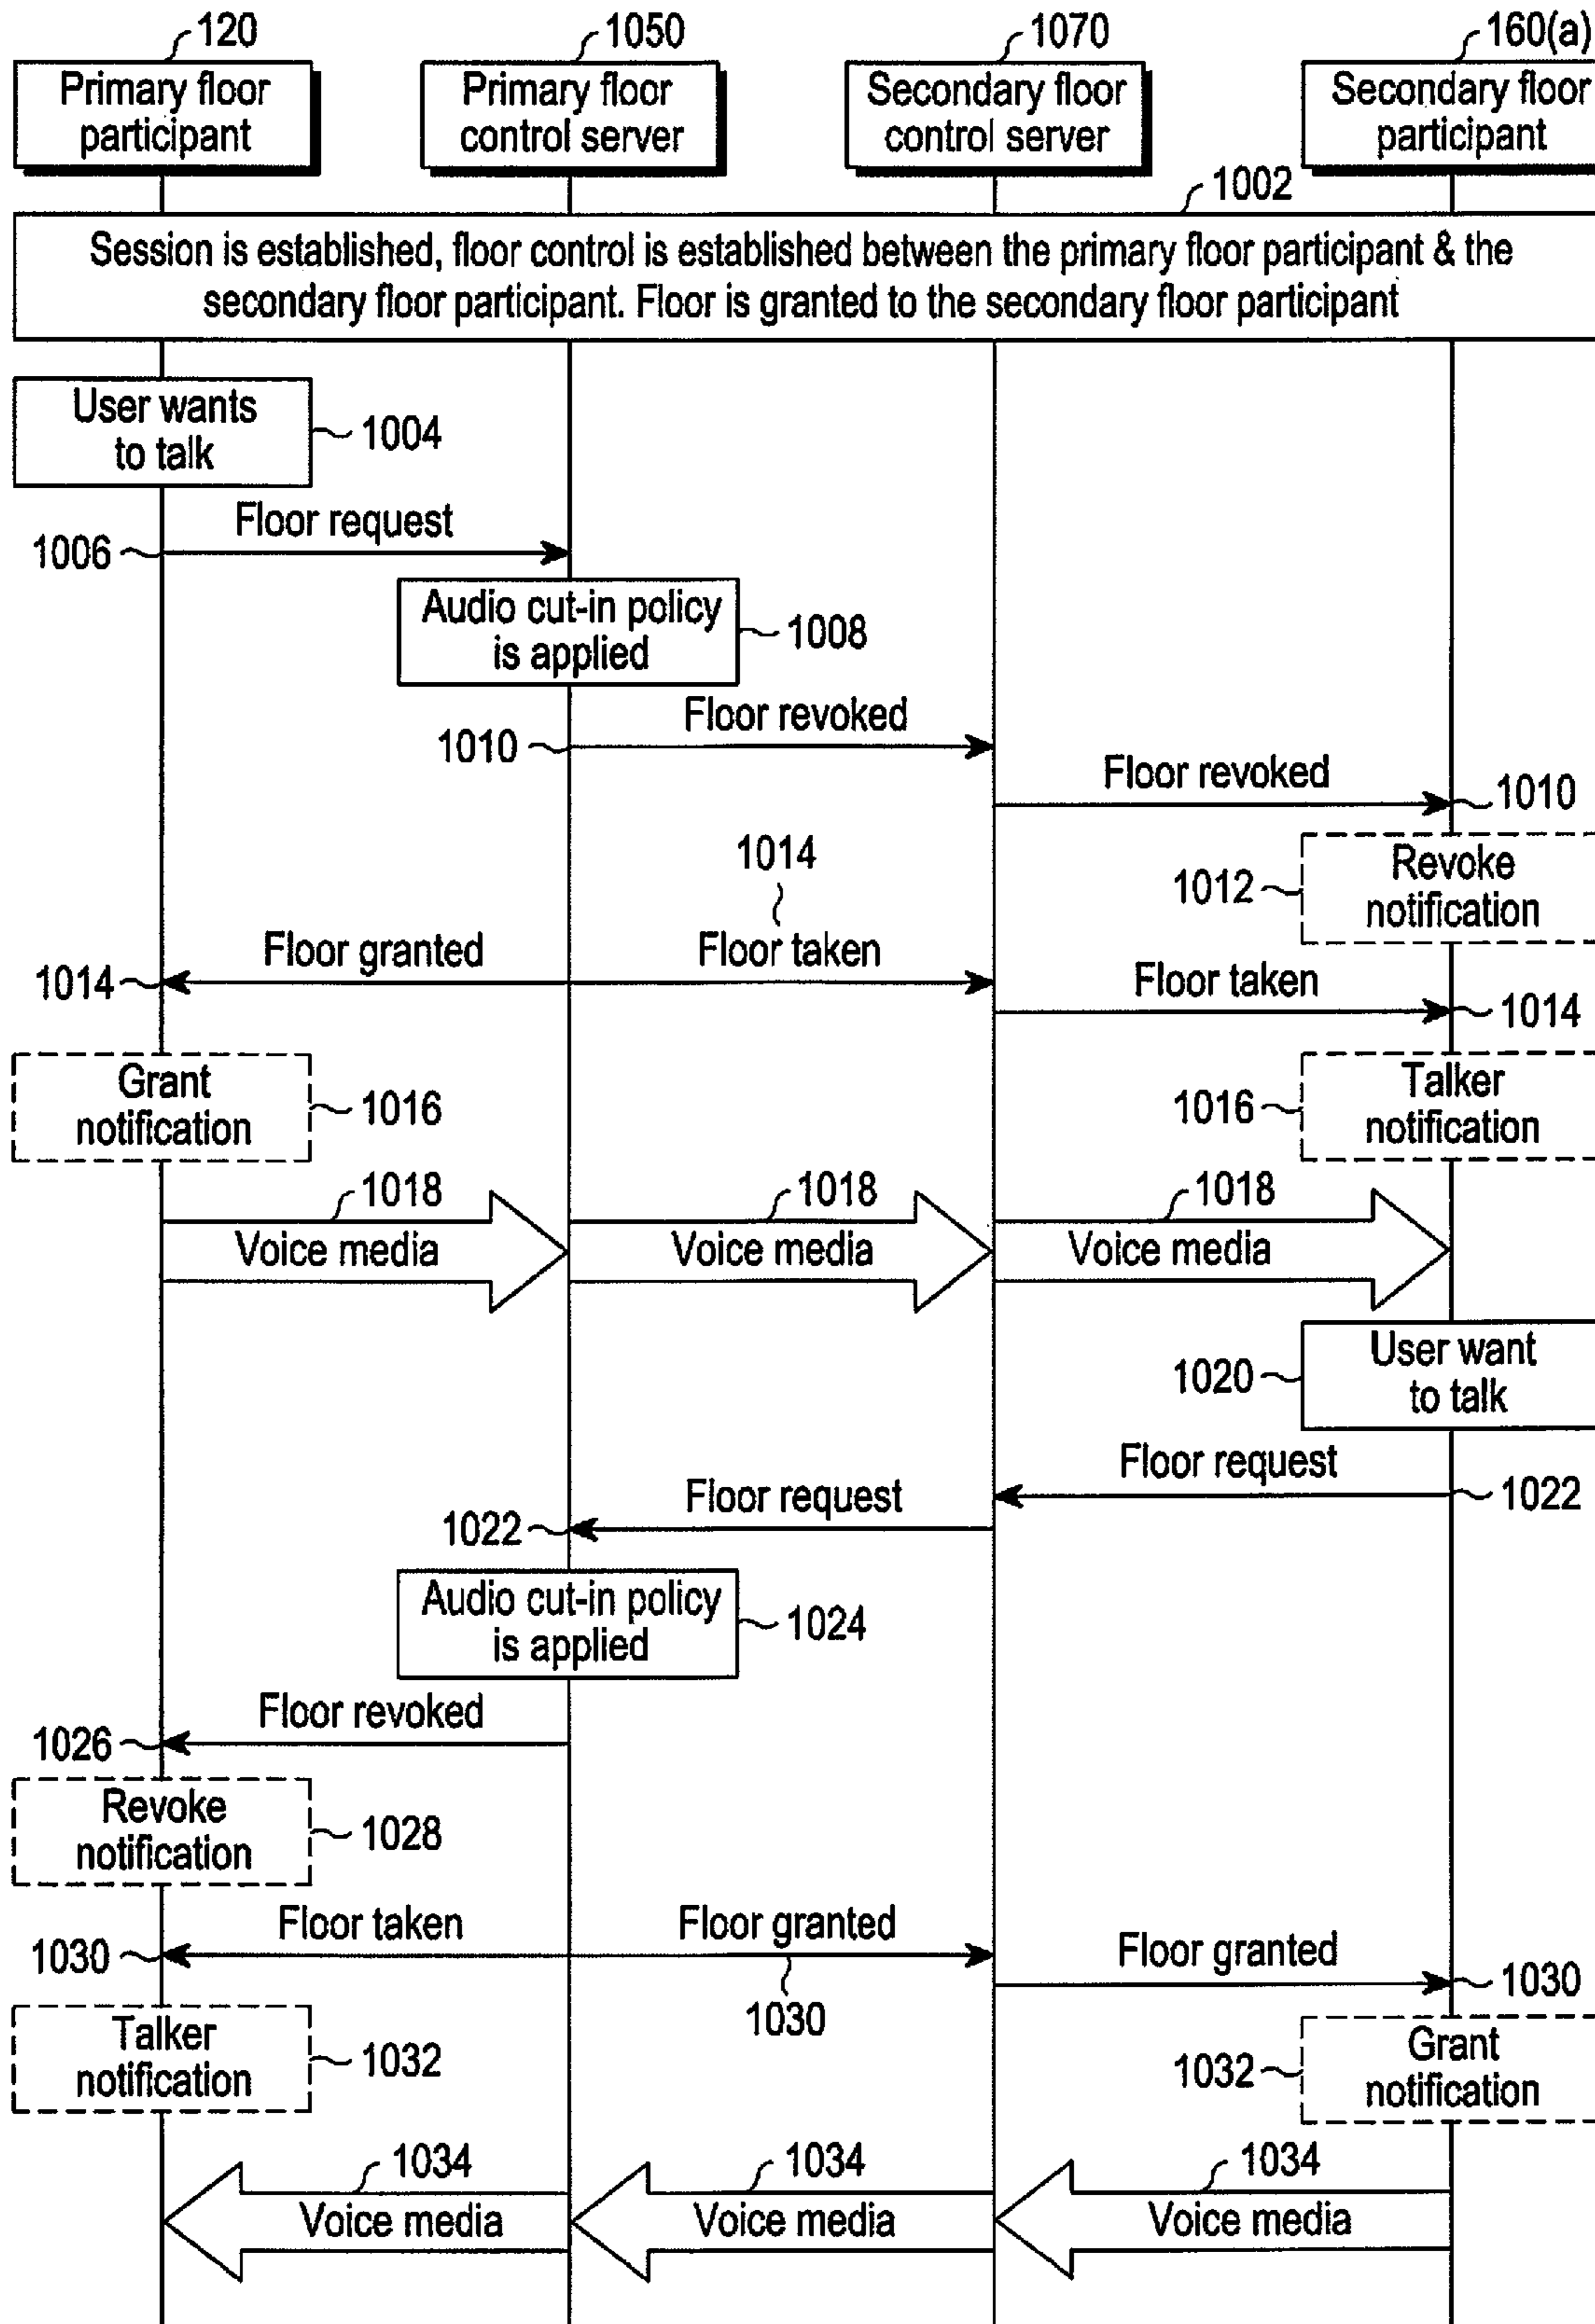 120
1050
1070
160(a)
Primary floor
participant
Primary floor
control server
Secondary floor
control server
Secondary floor
participant
1002
Session is established, floor control is established between the primary floor participant & the
secondary floor participant. Floor is granted to the secondary floor participant
User wants
to talk
1004
Floor request
1006
Audio cut-in policy
is applied
1008
Floor revoked
1010
Floor revoked
1010
Revoke
notification
1012
1014
Floor granted
Floor taken
1014
Floor taken
1014
Grant
notification
1016
Talker
notification
1016
1018
Voice media
1018
Voice media
1018
Voice media
User want
to talk
1020
Floor request
1022
Floor request
1022
Audio cut-in policy
is applied
1024
Floor revoked
1026
Revoke
notification
1028
Floor taken
Floor granted
1030
1030
Floor granted
1030
Talker
notification
1032
Grant
notification
1032
1034
Voice media
1034
Voice media
1034
Voice media